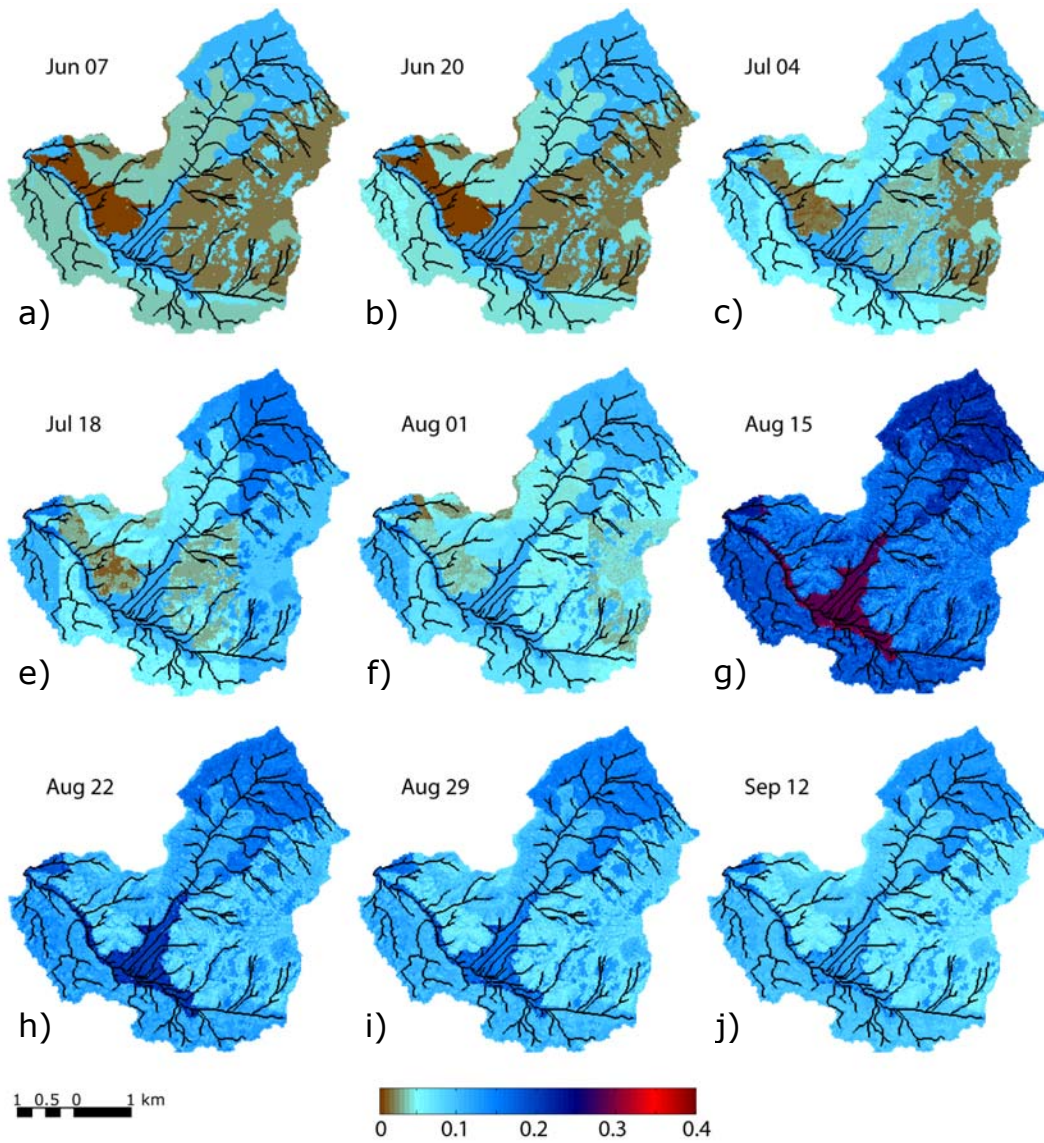 Jun 07
Jun 20
Jul 04
a)
b)
c)
Jul 18
Aug 01
Aug 15
e)
f)
g)
Aug 22
Aug 29
Sep 12
h)
i)
j)
1 0.5 0 1 km
0 0.1 0.2 0.3 0.4